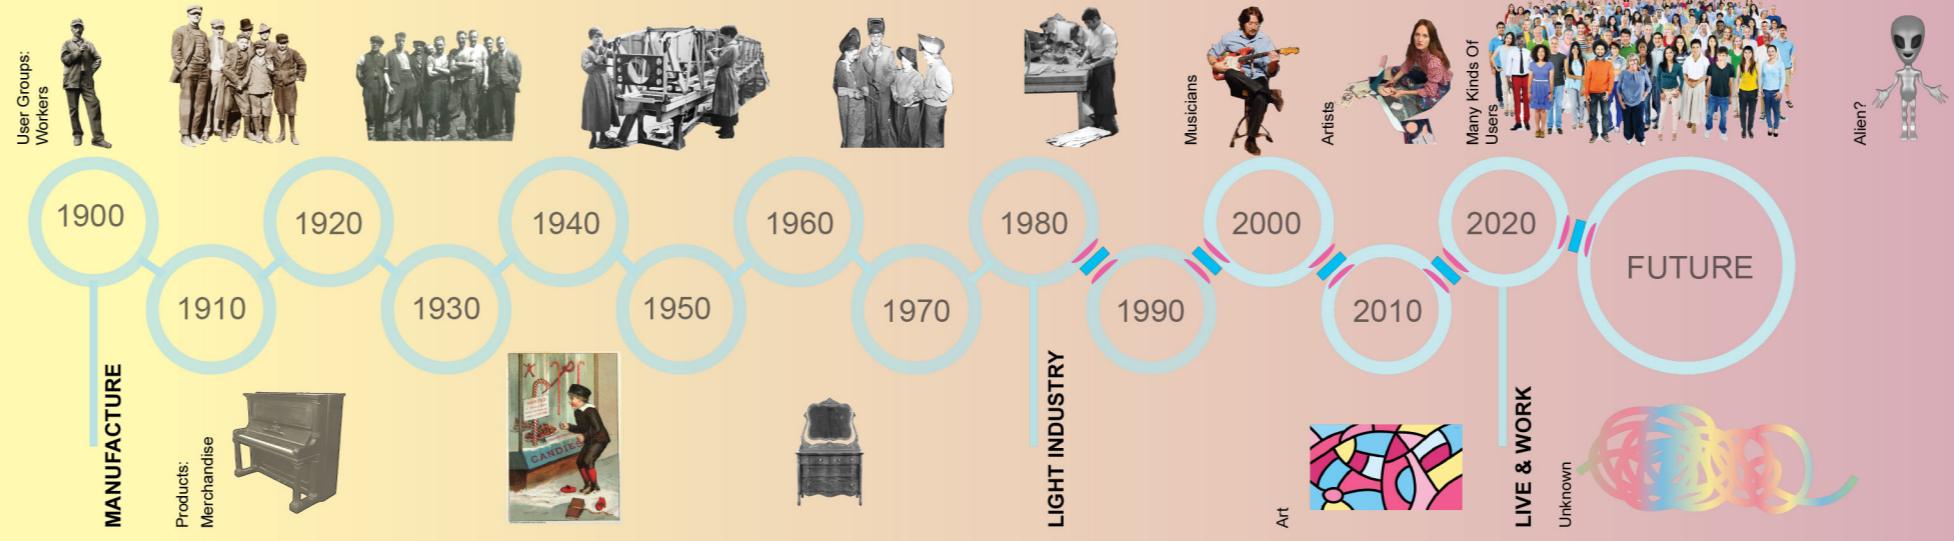 User Groups:
Workers
Musicians
Artists
Many Kinds Of
Users
Alien?
1900
1910
1920
1930
1940
1950
1960
1970
1980
1990
2000
2010
2020
FUTURE
MANUFACTURE
Products:
Merchandise
CANDIES
LIGHT INDUSTRY
Art
LIVE & WORK
Unknown